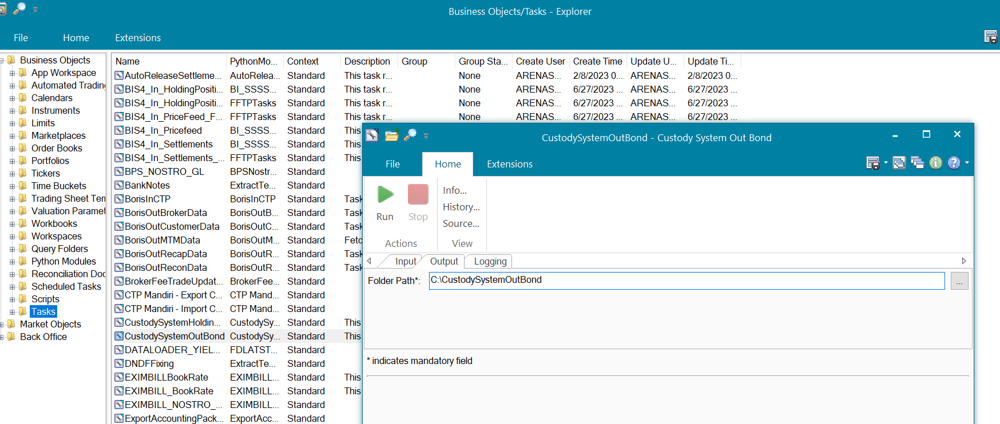 Business Objects/Tasks - Explorer
File Home Extensions
Business Objects
App Workspace
Automated Trading
Calendars
Instruments
Limits
Marketplaces
Order Books
Portfolios
Tickers
Time Buckets
Trading Sheet Tem
Valuation Paramet
Workbooks
Workspaces
Query Folders
Python Modules
Reconciliation Doc
Scheduled Tasks
Scripts
Tasks
Market Objects
Back Office
Name PythonMo... Context Description Group Group Sta... Create User Create Time Update U... Update Ti...
AutoReleaseSettleme... AutoRelea... Standard This task r... None ARENAS... 2/8/2023 0... ARENAS... 2/8/2023 0...
BIS4_In_HoldingPositi... BI_SSSS... Standard This task r... None ARENAS... 6/27/2023 ... ARENAS... 6/27/2023 ...
BIS4_In_HoldingPositi... FFTPTasks Standard This task r... None ARENAS... 6/27/2023 ... ARENAS... 6/27/2023 ...
BIS4_In_PriceFeed_F... FFTPTasks Standard This task r... None ARENAS... 6/27/2023 ... ARENAS... 6/27/2023 ...
BIS4_In_Pricefeed BI_SSSS... Standard This
BIS4_In_Settlements BI_SSSS... Standard This
BIS4_In_Settlements_... FFTPTasks Standard This
BPS_NOSTRO_GL BPSNostr... Standard
BankNotes ExtractTe... Standard
BorisInCTP BorisInCTP Standard Task
BorisOutBrokerData BorisOutB... Standard Task
BorisOutCustomerData BorisOutC... Standard Task
BorisOutMTMData BorisOutM... Standard Fetc
BorisOutRecapData BorisOutR... Standard Task
BorisOutReconData BorisOutR... Standard Task
BrokerFeeTradeUpdat... BrokerFee... Standard
CTP Mandiri - Export C... CTP Mand... Standard
CTP Mandiri - Import C... CTP Mand... Standard
CustodySystemHoldin... CustodySy... Standard This
CustodySystemOutBond CustodySy... Standard This
DATALOADER_YIEL... FDLATST... Standard
DNDFFixing ExtractTe... Standard
EXIMBILLBookRate EXIMBILL... Standard This
EXIMBILL_BookRate EXIMBILL... Standard This
EXIMBILL_NOSTRO_... EXIMBILL... Standard
ExportAccountingPack... ExportAcc... Standard
CustodySystemOutBond - Custody System Out Bond
File Home Extensions
Run Stop
Info...
History...
Source...
Actions View
Input Output Logging
Folder Path*: C:\CustodySystemOutBond ...
* indicates mandatory field